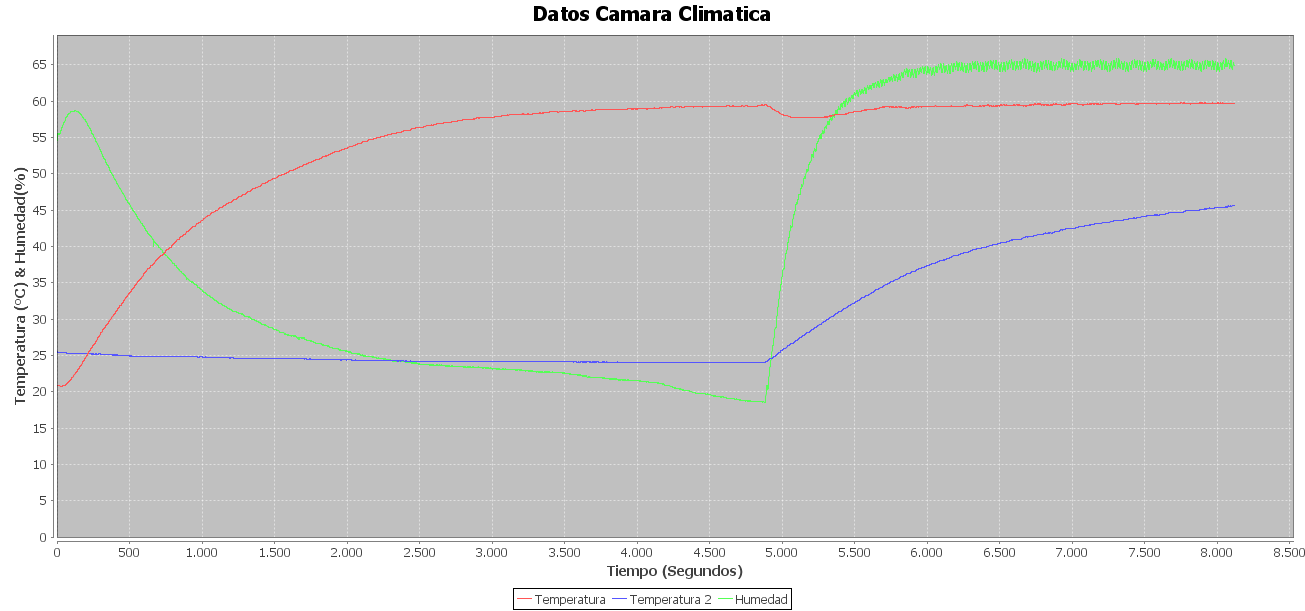 Datos Camara Climatica
Temperatura (ºC) & Humedad(%)
65
60
55
50
45
40
35
30
25
20
15
10
5
0
0 500 1.000 1.500 2.000 2.500 3.000 3.500 4.000 4.500 5.000 5.500 6.000 6.500 7.000 7.500 8.000 8.500
Tiempo (Segundos)
Temperatura Temperatura 2 Humedad